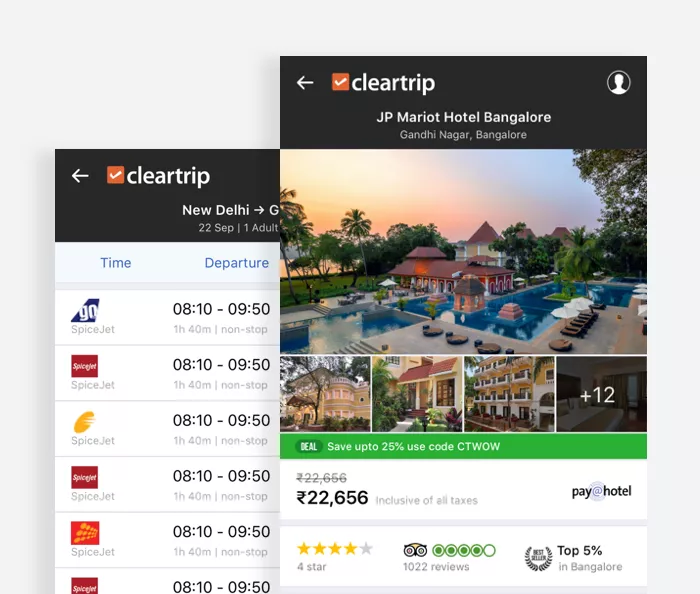 cleartrip
New Delhi → G
22 Sep | 1 Adult
Time Departure
go
08:10 - 09:50
SpiceJet 1h 40m | non-stop
Spicejet
08:10 - 09:50
SpiceJet 1h 40m | non-stop
08:10 - 09:50
SpiceJet 1h 40m | non-stop
Spicejet
08:10 - 09:50
SpiceJet 1h 40m | non-stop
08:10 - 09:50
SpiceJet 1h 40m | non-stop
Spicejet
08:10 - 09:50
cleartrip
JP Mariot Hotel Bangalore
Gandhi Nagar, Bangalore
+12
DEAL Save upto 25% use code CTWOW
₹22,656
₹22,656 Inclusive of all taxes
pay@hotel
4 star
1022 reviews
BEST SELLER
Top 5%
in Bangalore